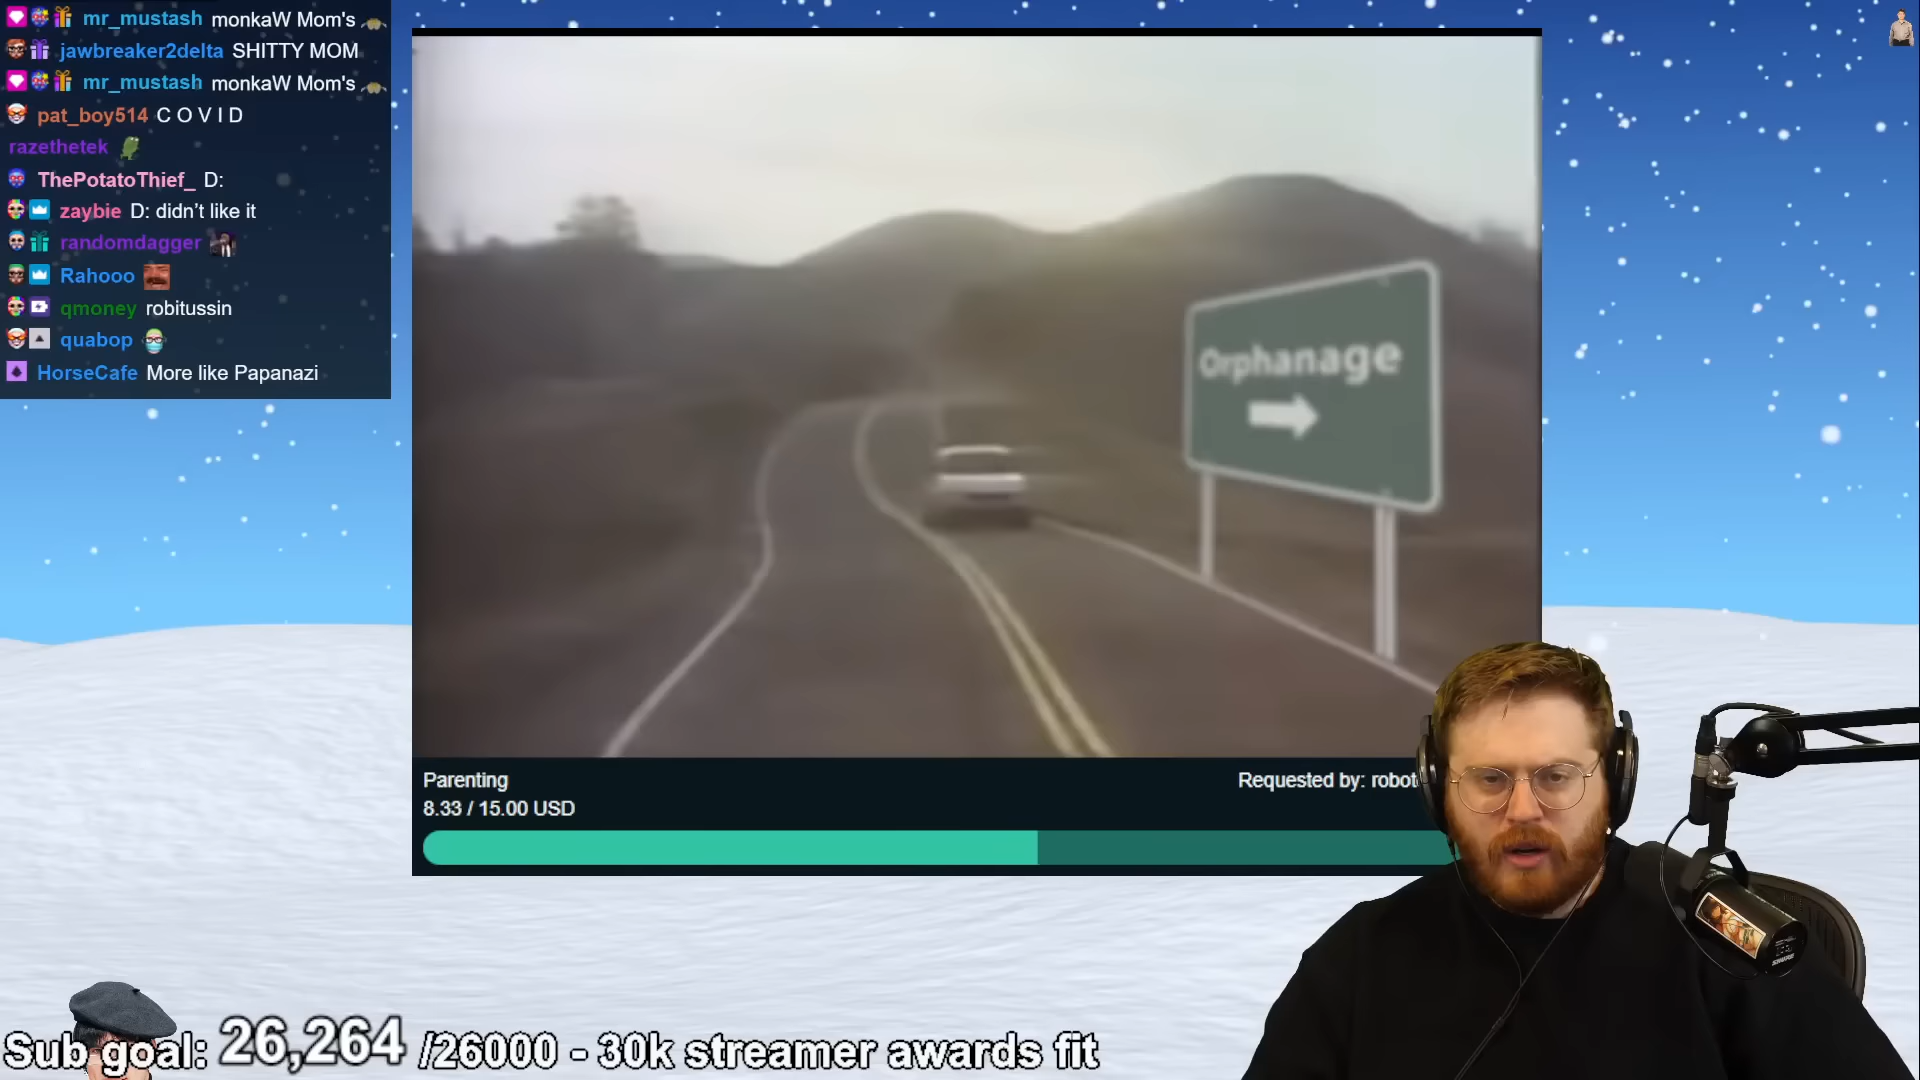 mr_mustash monkaW Mom's
jawbreaker2delta SHITTY MOM
mr_mustash monkaW Mom's
pat_boy514 C O V I D
razethetek
ThePotatoThief_ D:
zaybie D: didn't like it
randomdagger
Rahooo
qmoney robitussin
quabop
HorseCafe More like Papanazi
Orphanage
Parenting
Requested by: robot
8.33 / 15.00 USD
Sub goal: 26,264 /26000 - 30k streamer awards fit